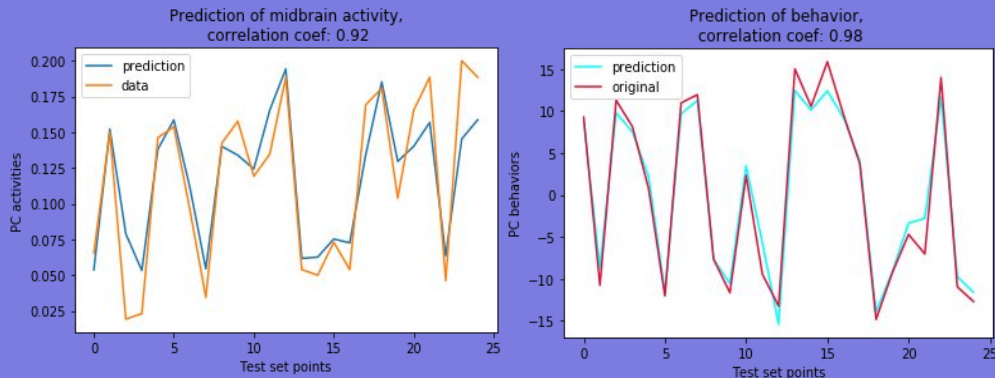 Prediction of midbrain activity,
correlation coef: 0.92
prediction
data
PC activities
0.200
0.175
0.150
0.125
0.100
0.075
0.050
0.025
0
5
10
15
20
25
Test set points
Prediction of behavior,
correlation coef: 0.98
prediction
original
PC behaviors
15
10
5
0
−5
−10
−15
0
5
10
15
20
25
Test set points